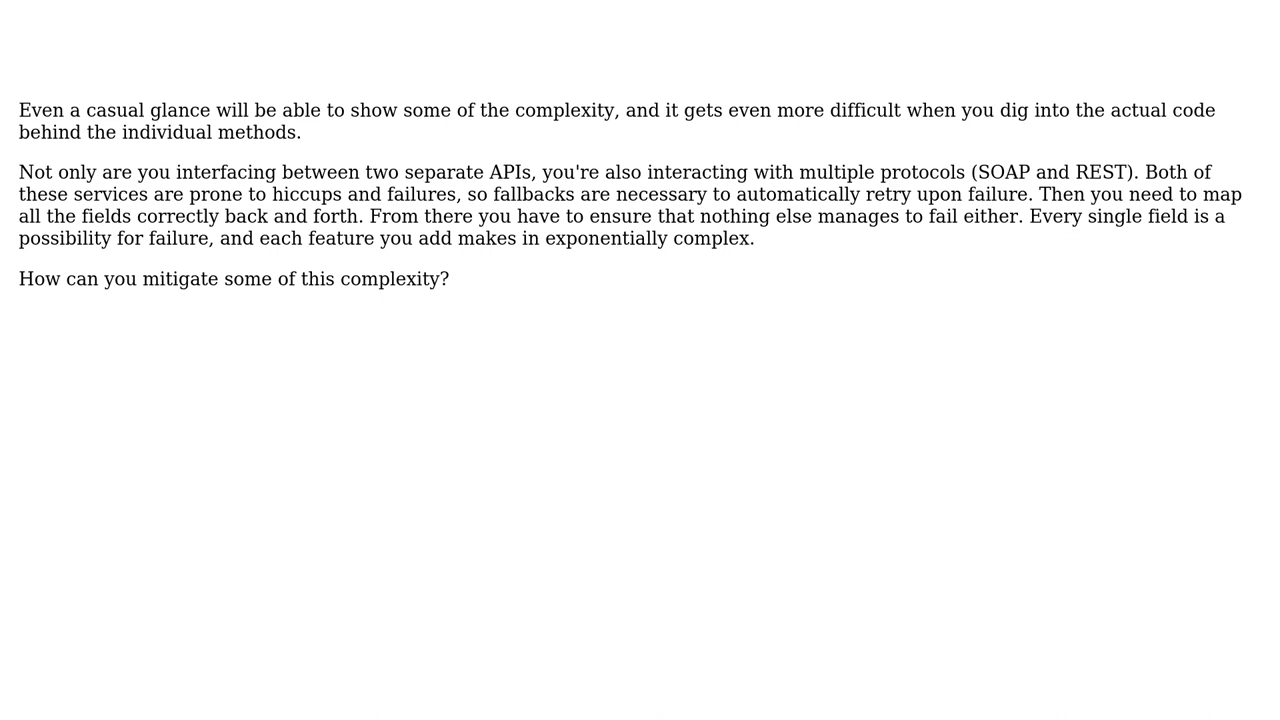 Even a casual glance will be able to show some of the complexity, and it gets even more difficult when you dig into the actual code
behind the individual methods.
Not only are you interfacing between two separate APIs, you're also interacting with multiple protocols (SOAP and REST). Both of
these services are prone to hiccups and failures, so fallbacks are necessary to automatically retry upon failure. Then you need to map
all the fields correctly back and forth. From there you have to ensure that nothing else manages to fail either. Every single field is a
possibility for failure, and each feature you add makes in exponentially complex.
How can you mitigate some of this complexity?